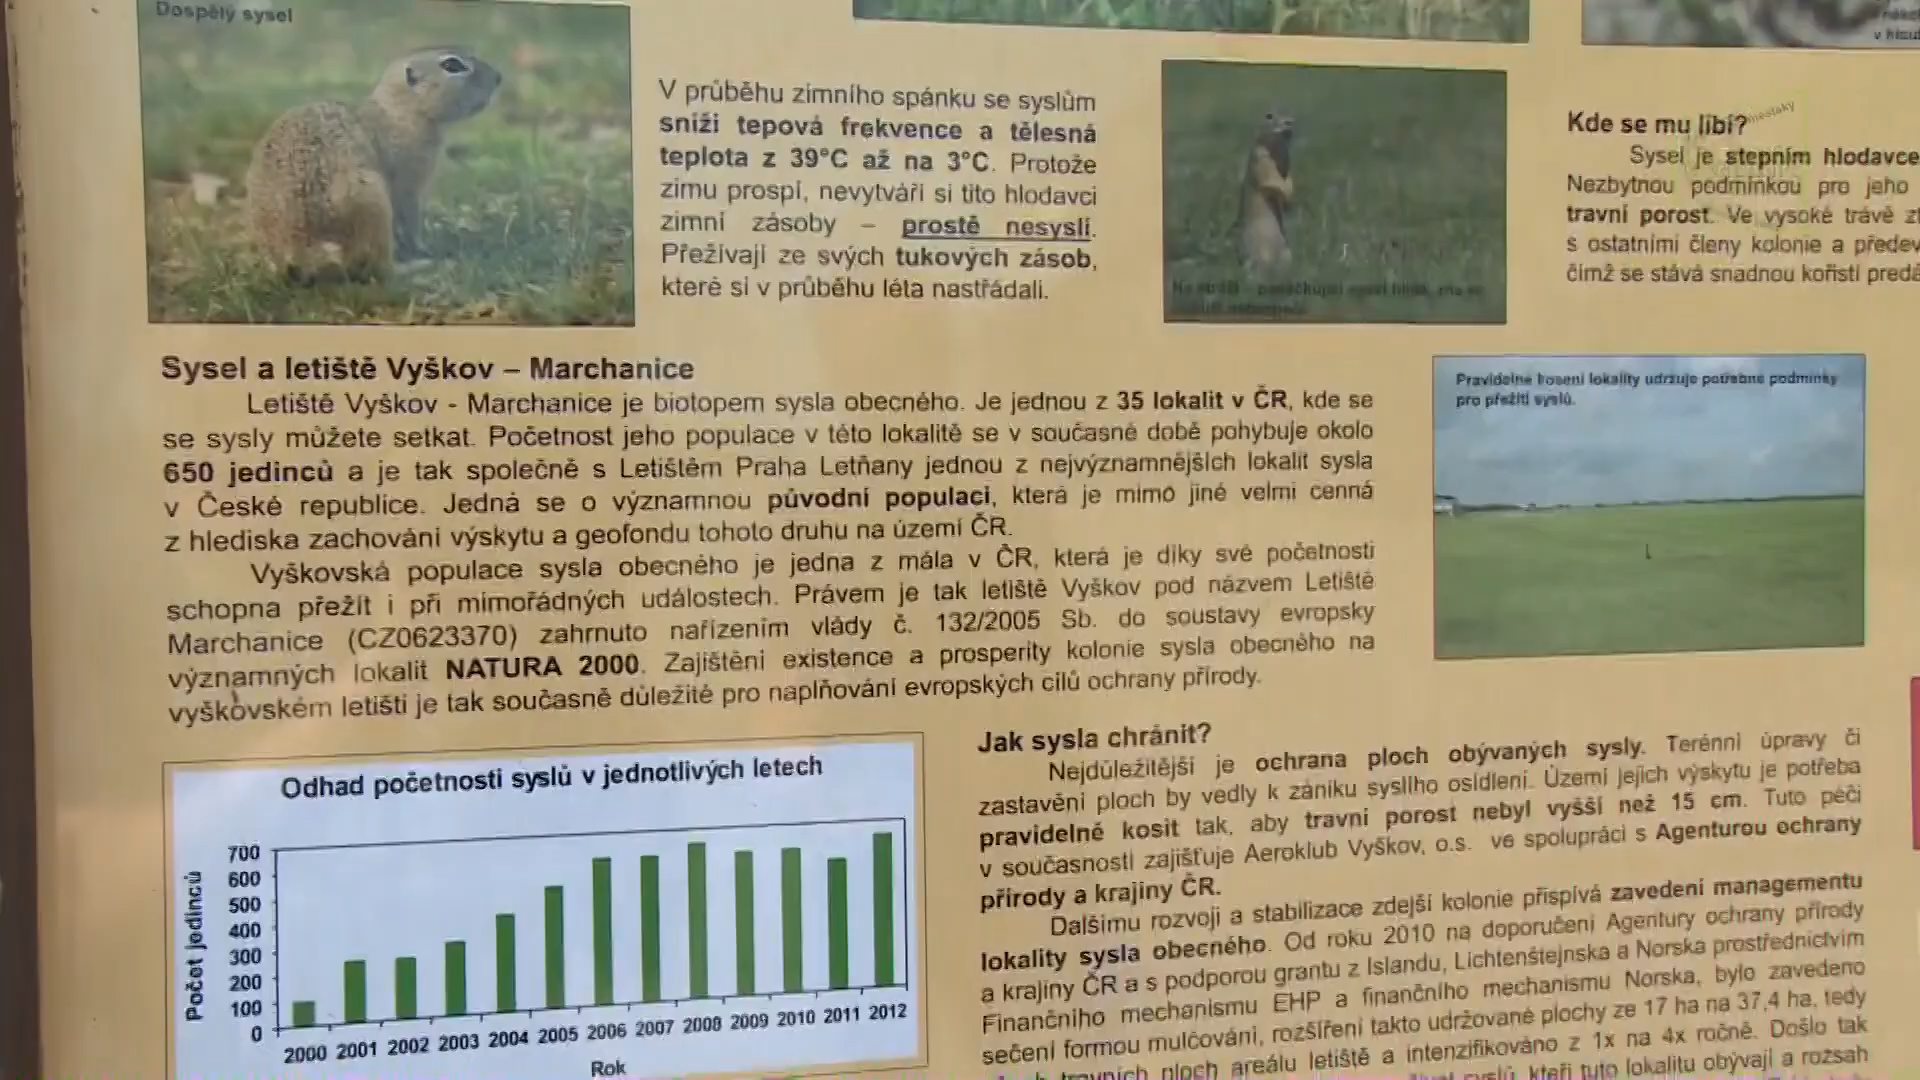 Dospělý sysel
V průběhu zimního spánku se syslům
sníží tepová frekvence a tělesná
teplota z 39°C až na 3°C. Protože
zimu prospí, nevytváří si tito hlodavci
zimní zásoby – prostě nesyslí.
Přežívají ze svých tukových zásob,
které si v průběhu léta nastřádali.
Kde se mu líbí?
Sysel je stepním hlodavce
Nezbytnou podmínkou pro jeho
travní porost. Ve vysoké trávě
s ostatními členy kolonie a předev
čímž se stává snadnou kořistí predá
Sysel a letiště Vyškov – Marchanice
Letiště Vyškov - Marchanice je biotopem sysla obecného. Je jednou z 35 lokalit v ČR, kde se
se sysly můžete setkat. Početnost jeho populace v této lokalitě se v současné době pohybuje okolo
650 jedinců a je tak společně s Letištěm Praha Letňany jednou z nejvýznamnějších lokalit sysla
v České republice. Jedná se o významnou původní populaci, která je mimo jiné velmi cenná
z hlediska zachování výskytu a geofondu tohoto druhu na území ČR.
Vyškovská populace sysla obecného je jedna z mála v ČR, která je díky své početnosti
schopna přežít i při mimořádných událostech. Právem je tak letiště Vyškov pod názvem Letiště
Marchanice (CZ0623370) zahrnuto nařízením vlády č. 132/2005 Sb. do soustavy evropsky
významných lokalit NATURA 2000. Zajištění existence a prosperity kolonie sysla obecného na
vyškovském letišti je tak současně důležité pro naplňování evropských cílů ochrany přírody.
Pravidelné kosení lokality udržuje potřebné podmínky
pro přežití syslů.
Odhad početnosti syslů v jednotlivých letech
Počet jedinců
700
600
500
400
300
200
100
0
2000 2001 2002 2003 2004 2005 2006 2007 2008 2009 2010 2011 2012
Rok
Jak sysla chránit?
Nejdůležitější je ochrana ploch obývaných sysly. Terénní úpravy či
zastavění ploch by vedly k zániku syslího osídlení. Území jejich výskytu je potřeba
pravidelně kosit tak, aby travní porost nebyl vyšší než 15 cm. Tuto péči
v současnosti zajišťuje Aeroklub Vyškov, o.s. ve spolupráci s Agenturou ochrany
přírody a krajiny ČR.
Dalšímu rozvoji a stabilizace zdejší kolonie přispívá zavedení managementu
lokality sysla obecného. Od roku 2010 na doporučení Agentury ochrany přírody
a krajiny ČR a s podporou grantu z Islandu, Lichtenštejnska a Norska prostřednictvím
Finančního mechanismu EHP a finančního mechanismu Norska, bylo zavedeno
sečení formou mulčování, rozšíření takto udržované plochy ze 17 ha na 37,4 ha, tedy
travních ploch areálu letiště a intenzifikováno z 1x na 4x ročně. Došlo tak
syslů, kteří tuto lokalitu obývají a rozsah